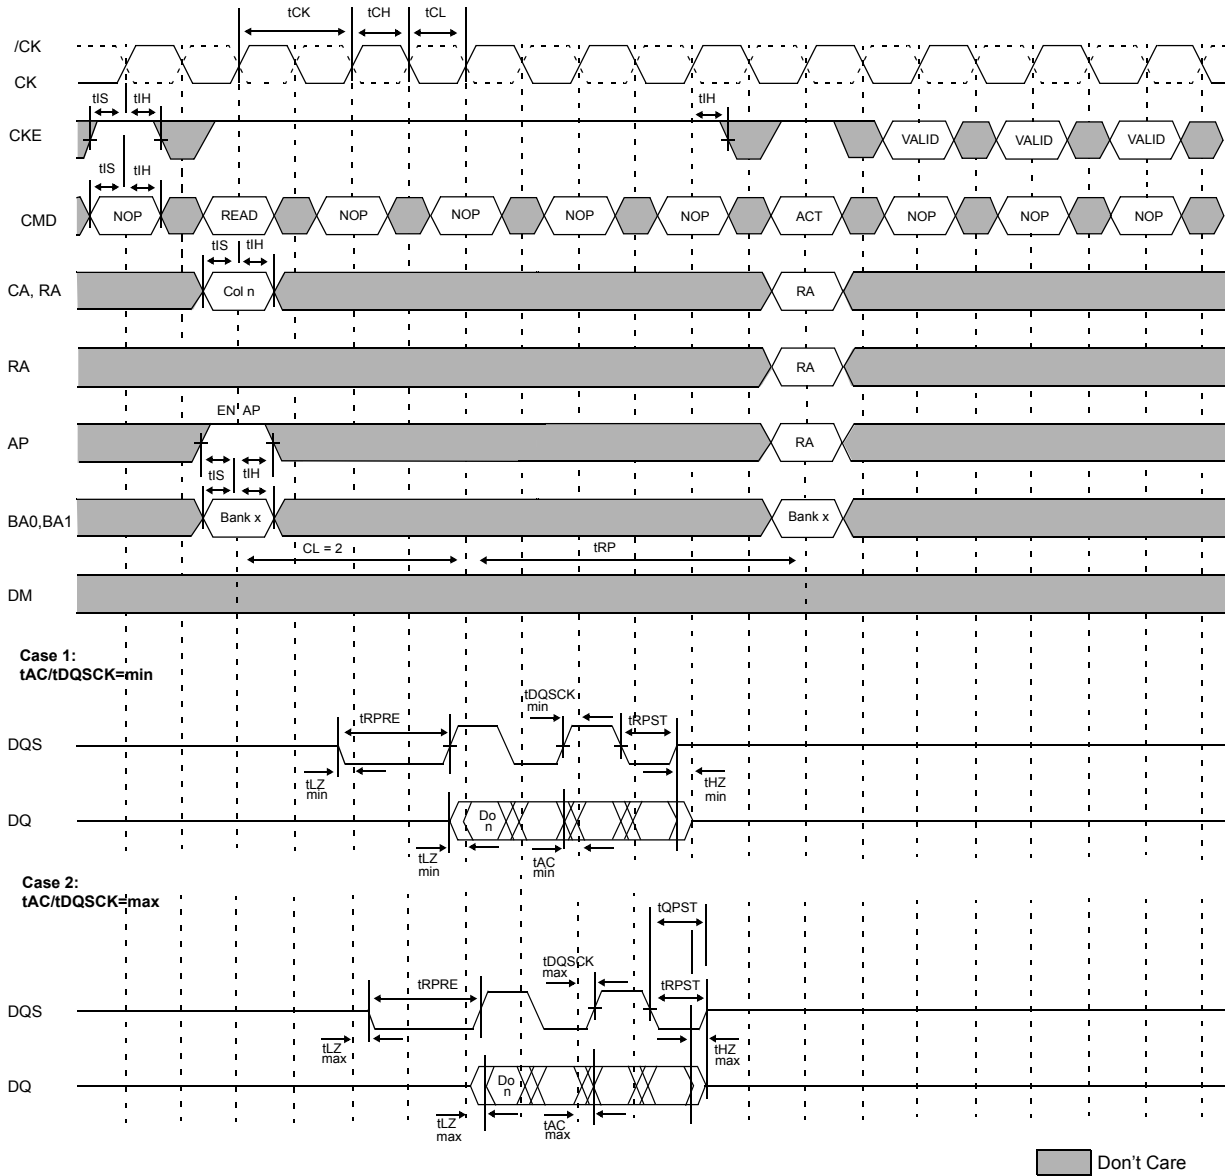 tCK tCH tCL
/CK
CK
tIS tIH tIH
CKE VALID VALID VALID
tIS tIH
CMD NOP READ NOP NOP NOP NOP ACT NOP NOP NOP
tIS tIH
CA, RA Col n RA
RA RA
EN AP
AP RA
tIS tIH
BA0,BA1 Bank x Bank x
CL = 2 tRP
DM
Case 1:
tAC/tDQSCK=min
tDQSCK
min
tRPRE tRPST
DQS
tLZ
min
tHZ
min
DQ Do
n
tLZ
min
tAC
min
Case 2:
tAC/tDQSCK=max
tQPST
tDQSCK
max
tRPRE tRPST
DQS
tLZ
max
tHZ
max
DQ Do
n
tLZ
max
tAC
max
Don't Care